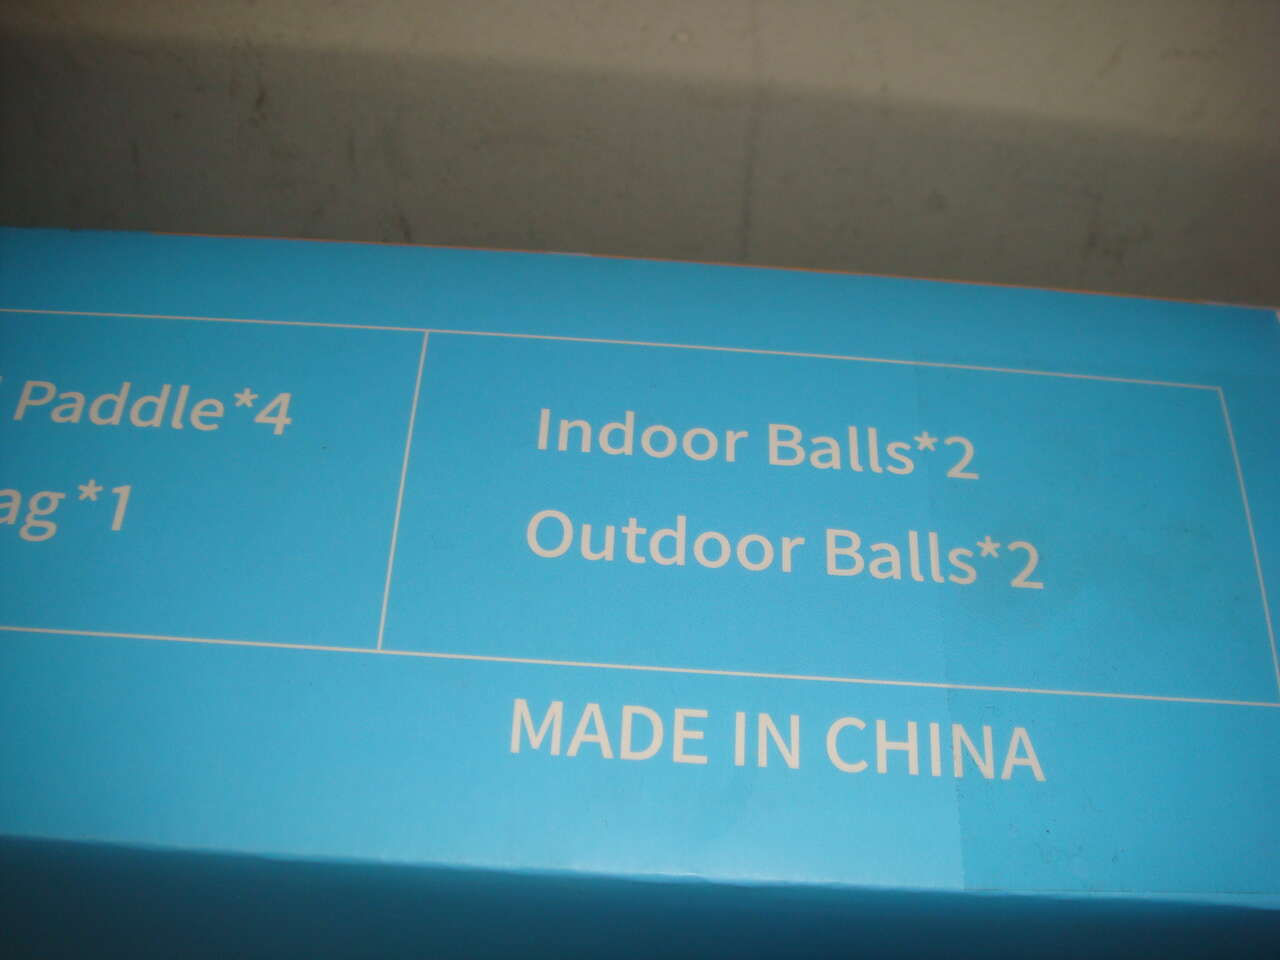 Paddle*4
ag*1
Indoor Balls*2
Outdoor Balls*2
MADE IN CHINA